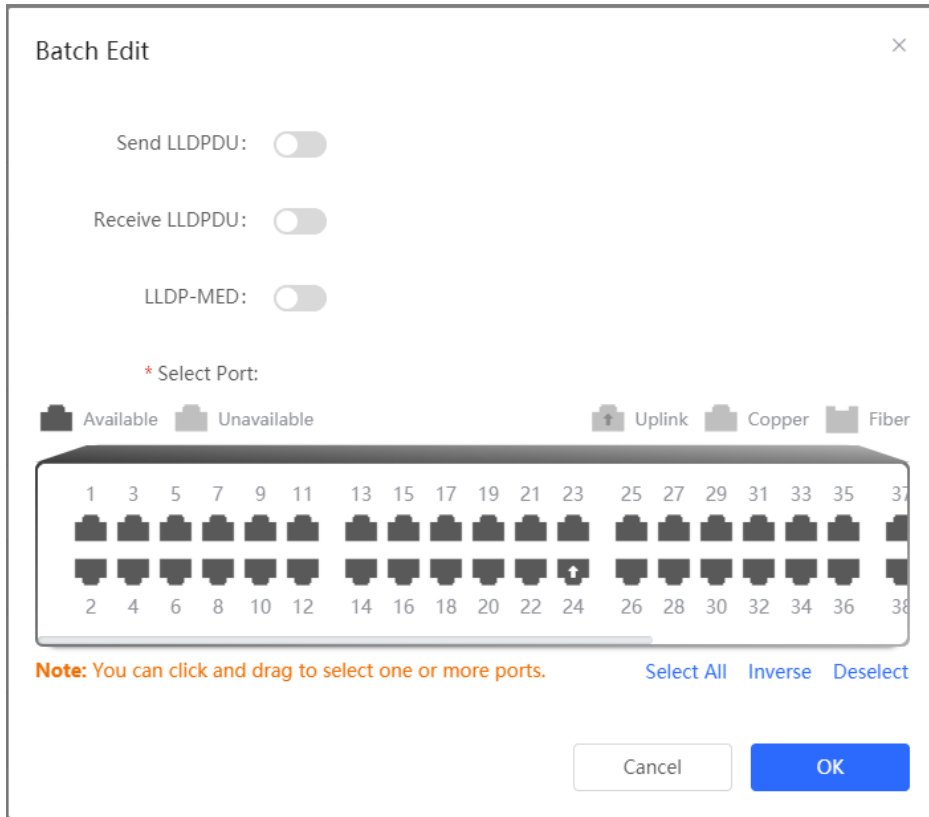 Batch Edit
Send LLDPDU:
Receive LLDPDU:
LLDP-MED:
* Select Port:
Available Unavailable Uplink Copper Fiber
1 3 5 7 9 11 13 15 17 19 21 23 25 27 29 31 33 35 37
2 4 6 8 10 12 14 16 18 20 22 24 26 28 30 32 34 36 38
Note: You can click and drag to select one or more ports. Select All Inverse Deselect
Cancel OK